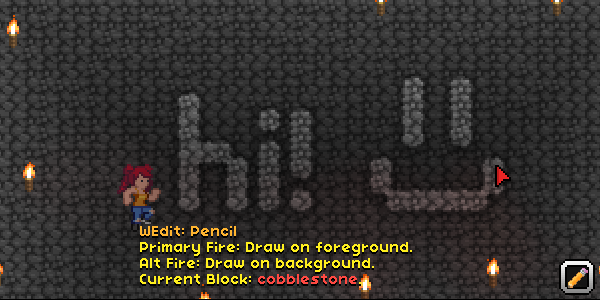 hi!
WEdit: Pencil
Primary Fire: Draw on foreground.
Alt Fire: Draw on background.
Current Block: cobblestone.